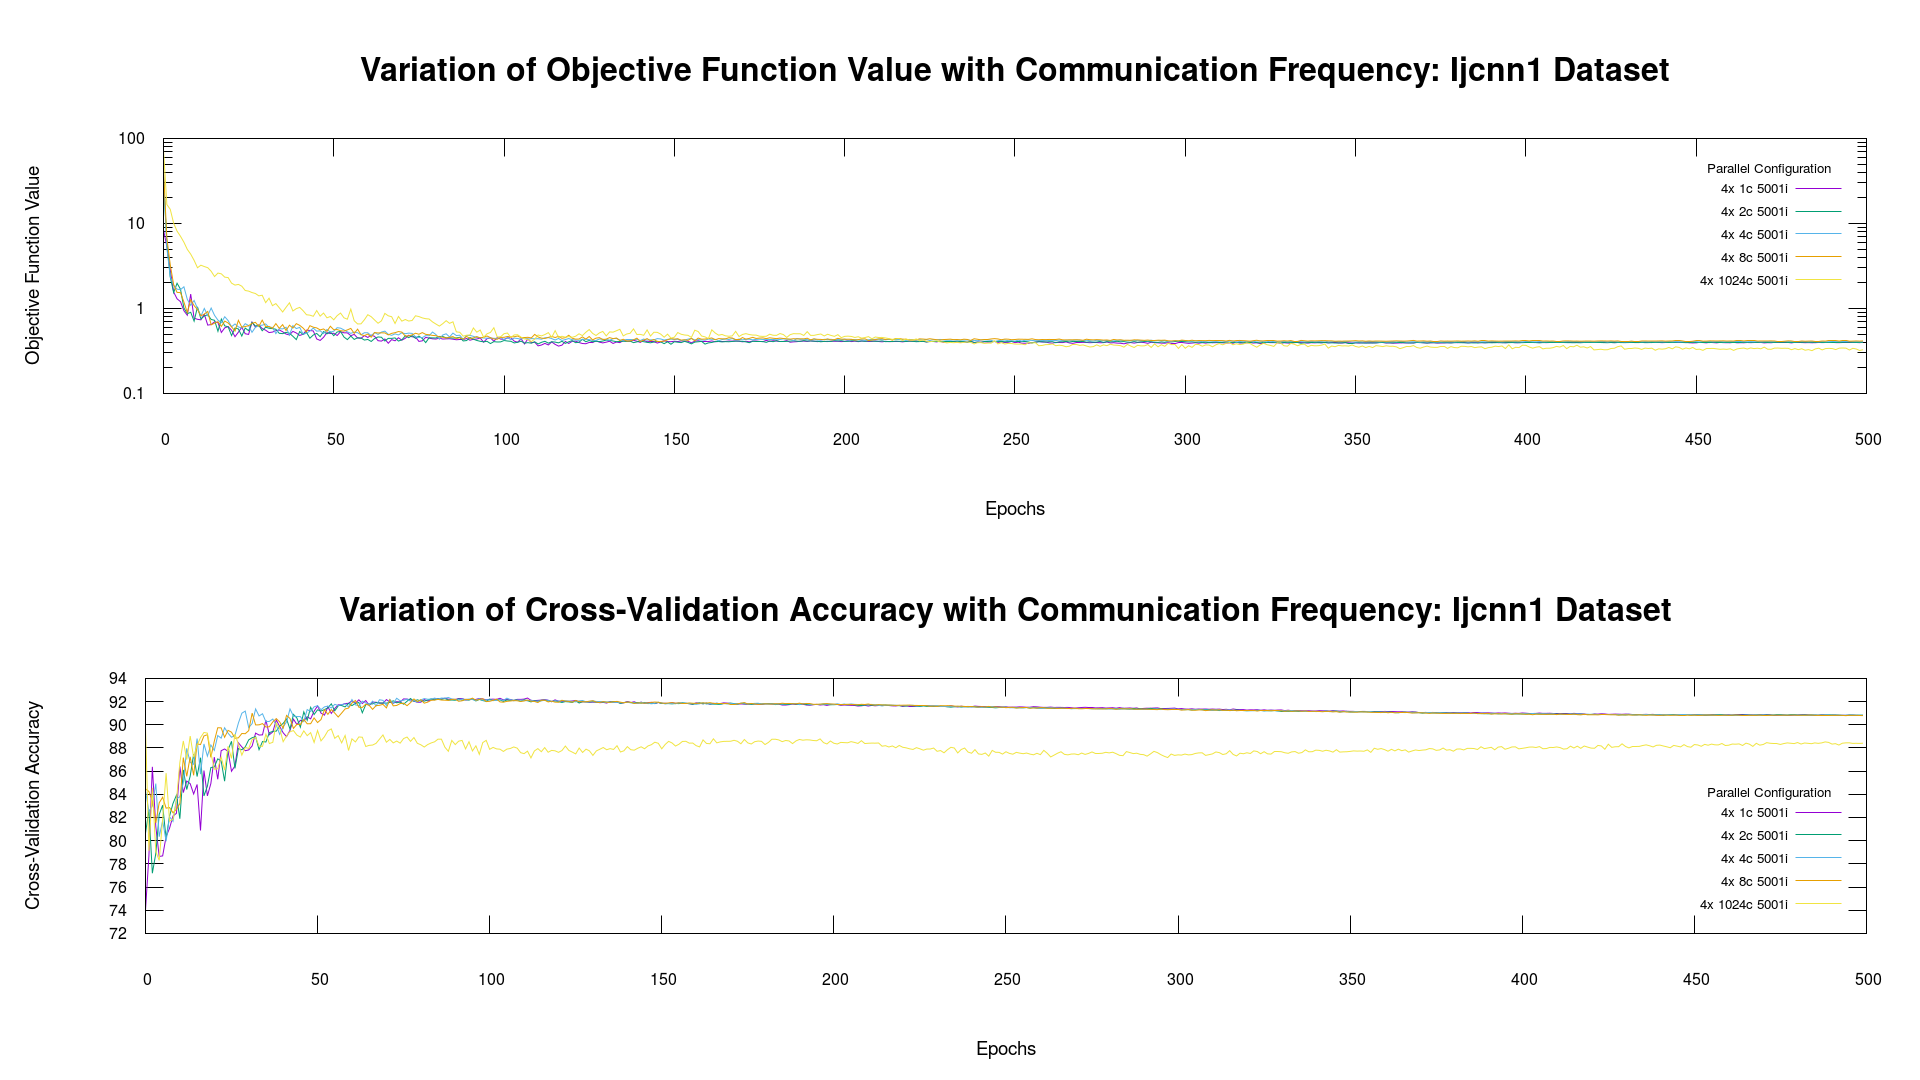 Variation of Objective Function Value with Communication Frequency: Ijcnn1 Dataset
Objective Function Value
100
10
1
0.1
Parallel Configuration
4x 1c 5001i
4x 2c 5001i
4x 4c 5001i
4x 8c 5001i
4x 1024c 5001i
0 50 100 150 200 250 300 350 400 450 500
Epochs
Variation of Cross-Validation Accuracy with Communication Frequency: Ijcnn1 Dataset
Cross-Validation Accuracy
94
92
90
88
86
84
82
80
78
76
74
72
Parallel Configuration
4x 1c 5001i
4x 2c 5001i
4x 4c 5001i
4x 8c 5001i
4x 1024c 5001i
0 50 100 150 200 250 300 350 400 450 500
Epochs